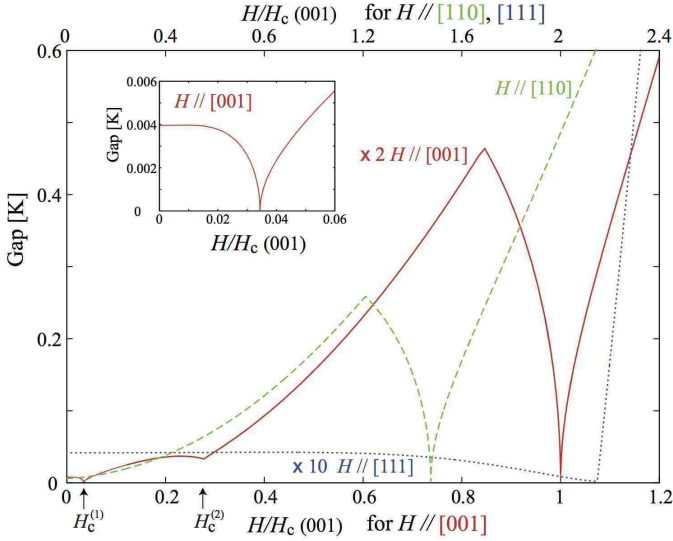 H/Hc (001) for H // [110], [111]
0 0.4 0.8 1.2 1.6 2 2.4
0.6
0.4
0.2
0
Gap [K]
0.006
0.004
0.002
0
Gap [K]
H // [001]
0 0.02 0.04 0.06
H/Hc (001)
H // [110]
x 2 H // [001]
x 10 H // [111]
0 0.2 0.4 0.6 0.8 1 1.2
Hc(1) Hc(2) H/Hc (001) for H // [001]